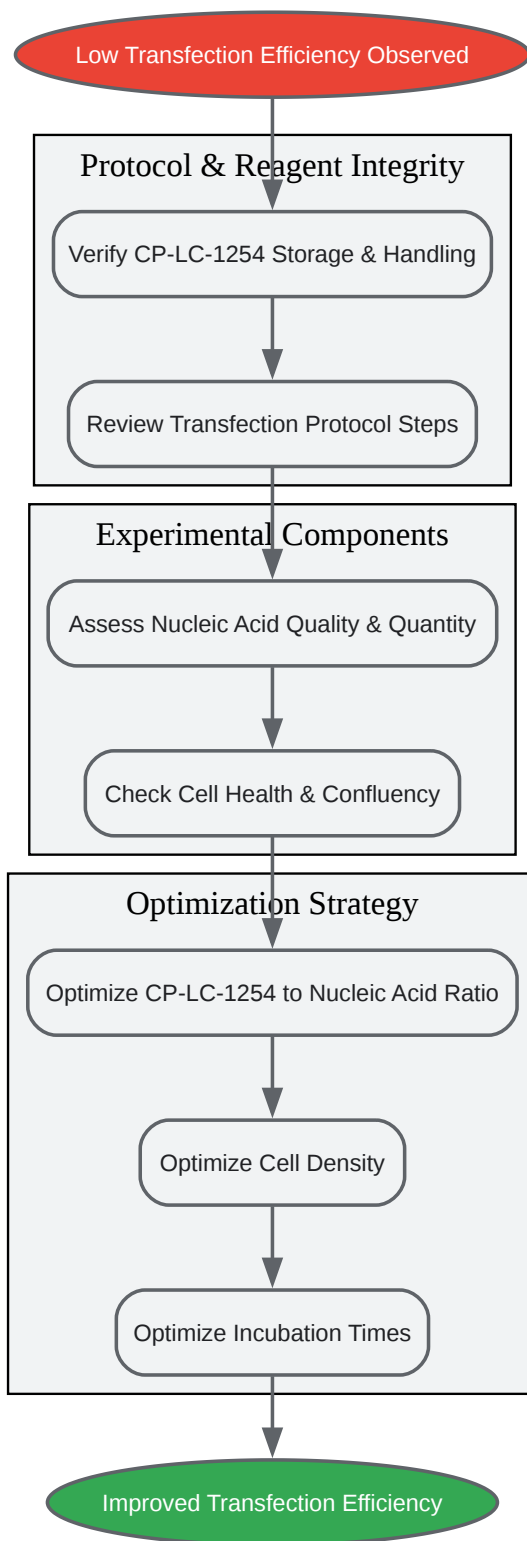 Low Transfection Efficiency Observed
Protocol & Reagent Integrity
Verify CP-LC-1254 Storage & Handling
Review Transfection Protocol Steps
Experimental Components
Assess Nucleic Acid Quality & Quantity
Check Cell Health & Confluency
Optimization Strategy
Optimize CP-LC-1254 to Nucleic Acid Ratio
Optimize Cell Density
Optimize Incubation Times
Improved Transfection Efficiency